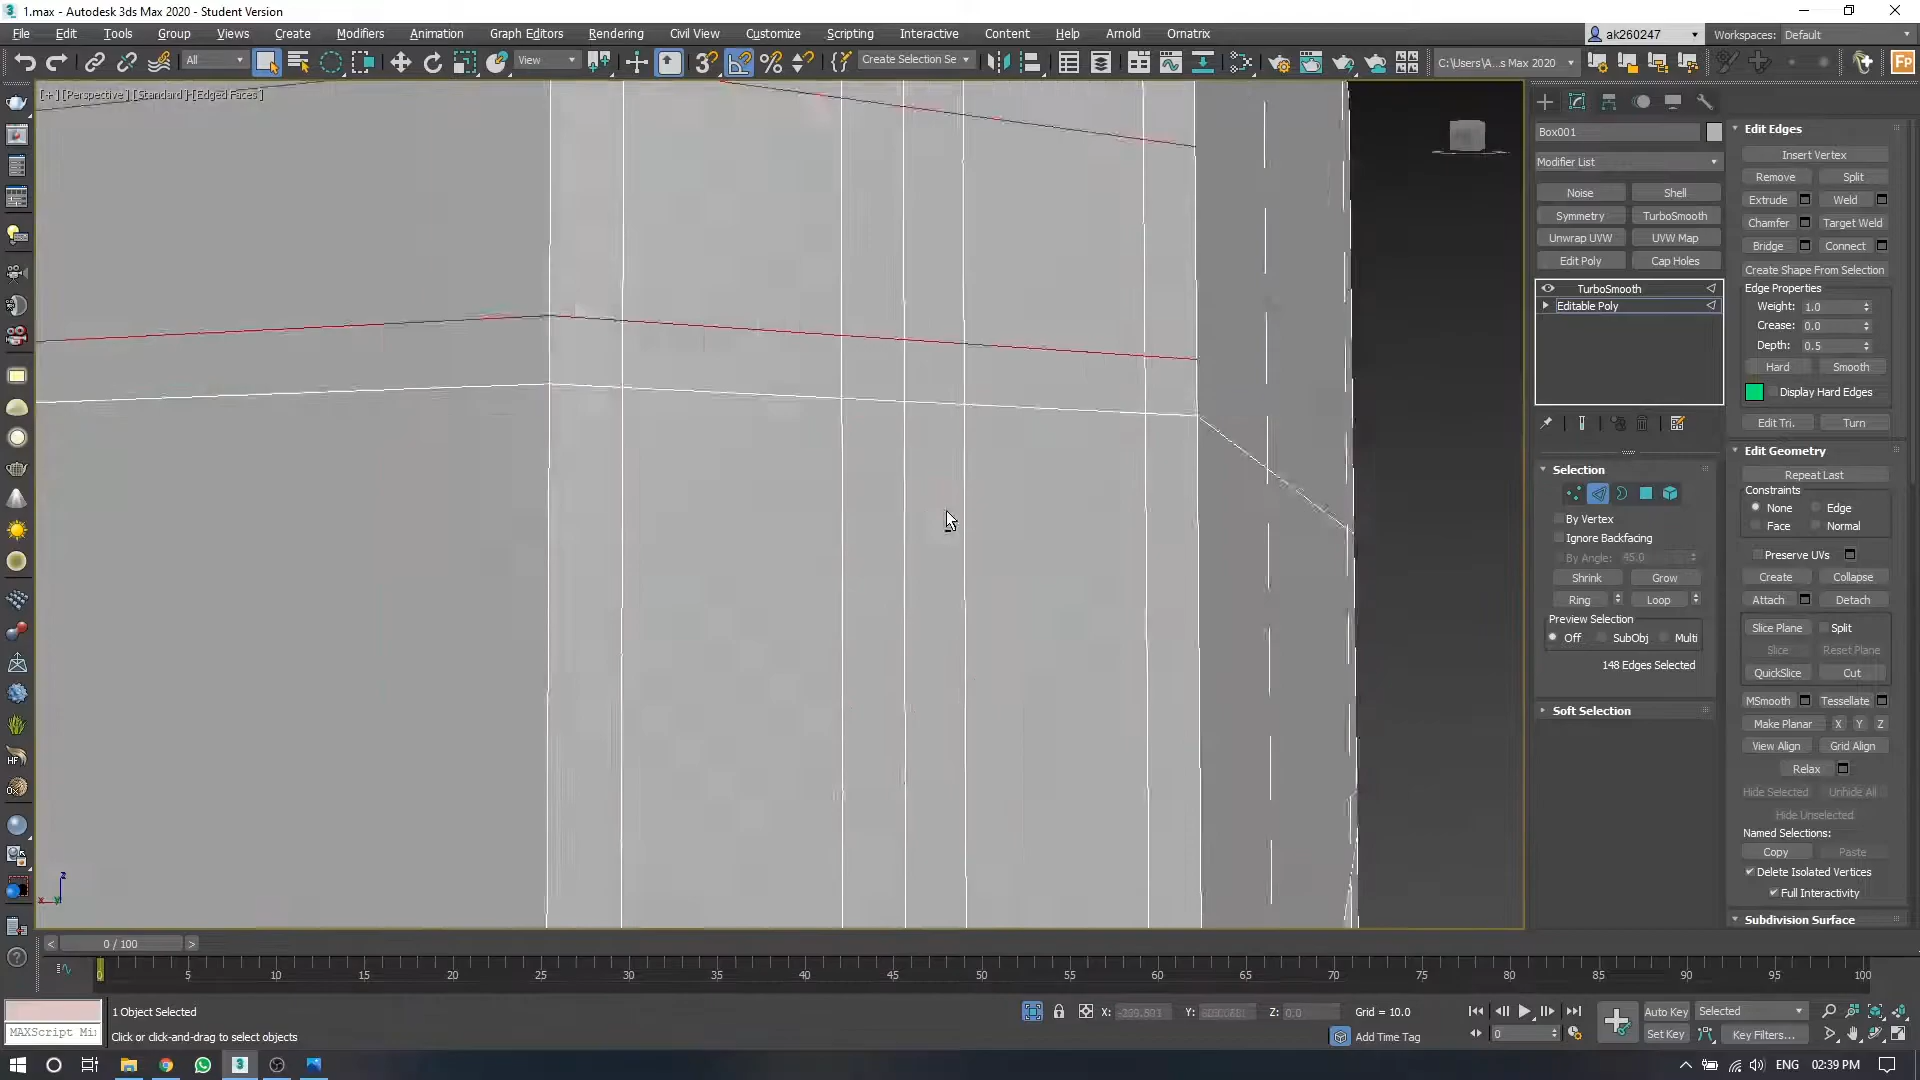 1.max - Autodesk 3ds Max 2020 - Student Version
File Edit Tools Group Views Create Modifiers Animation Graph Editors Rendering Civil View Customize Scripting Interactive Content Help Arnold Ornatrix
ak260247 Workspaces: Default
All View Create Selection Se C:\Users\A...s Max 2020
[+] [Perspective] [Standard] [Edged Faces]
Box001
Modifier List
Noise Shell
Symmetry TurboSmooth
Unwrap UVW UVW Map
Edit Poly Cap Holes
TurboSmooth
Editable Poly
Selection
By Vertex
Ignore Backfacing
By Angle: 45.0
Shrink Grow
Ring Loop
Preview Selection
Off SubObj Multi
148 Edges Selected
Soft Selection
Edit Edges
Insert Vertex
Remove Split
Extrude Weld
Chamfer Target Weld
Bridge Connect
Create Shape From Selection
Edge Properties
Weight: 1.0
Crease: 0.0
Depth: 0.5
Hard Smooth
Display Hard Edges
Edit Tri. Turn
Edit Geometry
Repeat Last
Constraints
None Edge
Face Normal
Preserve UVs
Create Collapse
Attach Detach
Slice Plane Split
Slice Reset Plane
QuickSlice Cut
MSmooth Tessellate
Make Planar X Y Z
View Align Grid Align
Relax
Hide Selected Unhide All
Hide Unselected
Named Selections:
Copy Paste
Delete Isolated Vertices
Full Interactivity
Subdivision Surface
z
x
HF
0 / 100
0 5 10 15 20 25 30 35 40 45 50 55 60 65 70 75 80 85 90 95 100
1 Object Selected
X: Y: Z: 0.0 Grid = 10.0
Auto Key Selected
MAXScript Mi
Click or click-and-drag to select objects
Add Time Tag
0
Set Key Key Filters...
ENG 02:39 PM